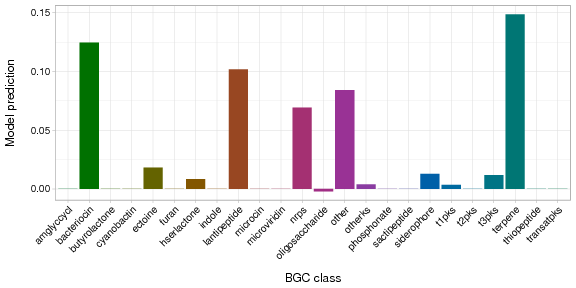 0.15
0.10
0.05
0.00
Model prediction
amglyccycl
bacteriocin
butyrolactone
cyanobactin
ectoine
furan
hserlactone
indole
lantipeptide
microcin
microviridin
nrps
oligosaccharide
other
otherks
phosphonate
sactipeptide
siderophore
t1pks
t2pks
t3pks
terpene
thiopeptide
transatpks
BGC class